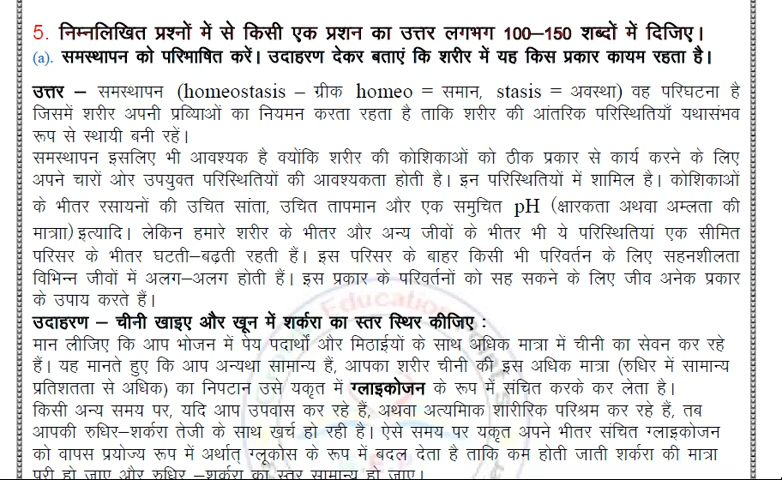 5. निम्नलिखित प्रश्नों में से किसी एक प्रशन का उत्तर लगभग 100–150 शब्दों में दिजिए।
(a). समस्थापन को परिभाषित करें। उदाहरण देकर बताएं कि शरीर में यह किस प्रकार कायम रहता है।
उत्तर – समस्थापन (homeostasis – ग्रीक homeo = समान, stasis = अवस्था) वह परिघटना है
जिसमें शरीर अपनी प्रव्याओं का नियमन करता रहता है ताकि शरीर की आंतरिक परिस्थितियाँ यथासंभव
रूप से स्थायी बनी रहें।
समस्थापन इसलिए भी आवश्यक है क्योंकि शरीर की कोशिकाओं को ठीक प्रकार से कार्य करने के लिए
अपने चारों ओर उपयुक्त परिस्थितियों की आवश्यकता होती है। इन परिस्थितियों में शामिल है। कोशिकाओं
के भीतर रसायनों की उचित सांता, उचित तापमान और एक समुचित pH (क्षारकता अथवा अम्लता की
मात्राा) इत्यादि। लेकिन हमारे शरीर के भीतर और अन्य जीवों के भीतर भी ये परिस्थितियां एक सीमित
परिसर के भीतर घटती–बढ़ती रहती हैं। इस परिसर के बाहर किसी भी परिवर्तन के लिए सहनशीलता
विभिन्न जीवों में अलग–अलग होती हैं। इस प्रकार के परिवर्तनों को सह सकने के लिए जीव अनेक प्रकार
के उपाय करते हैं।
उदाहरण – चीनी खाइए और खून में शर्करा का स्तर स्थिर कीजिए :
मान लीजिए कि आप भोजन में पेय पदार्थो और मिठाईयों के साथ अधिक मात्रा में चीनी का सेवन कर रहे
हैं। यह मानते हुए कि आप अन्यथा सामान्य हैं, आपका शरीर चीनी की इस अधिक मात्रा (रुधिर में सामान्य
प्रतिशतता से अधिक) का निपटान उसे यकृत में ग्लाइकोजन के रूप में संचित करके कर लेता है।
किसी अन्य समय पर, यदि आप उपवास कर रहे हैं, अथवा अत्यमिाक शारीरिक परिश्रम कर रहे हैं, तब
आपकी रुधिर–शर्करा तेजी के साथ खर्च हो रही है। ऐसे समय पर यकृत अपने भीतर संचित ग्लाइकोजन
को वापस प्रयोज्य रूप में अर्थात् ग्लूकोस के रूप में बदल देता है ताकि कम होती जाती शर्करा की मात्रा
पूरी हो जाए और रुधिर –शर्करा का स्तर सामान्य हो जाए।